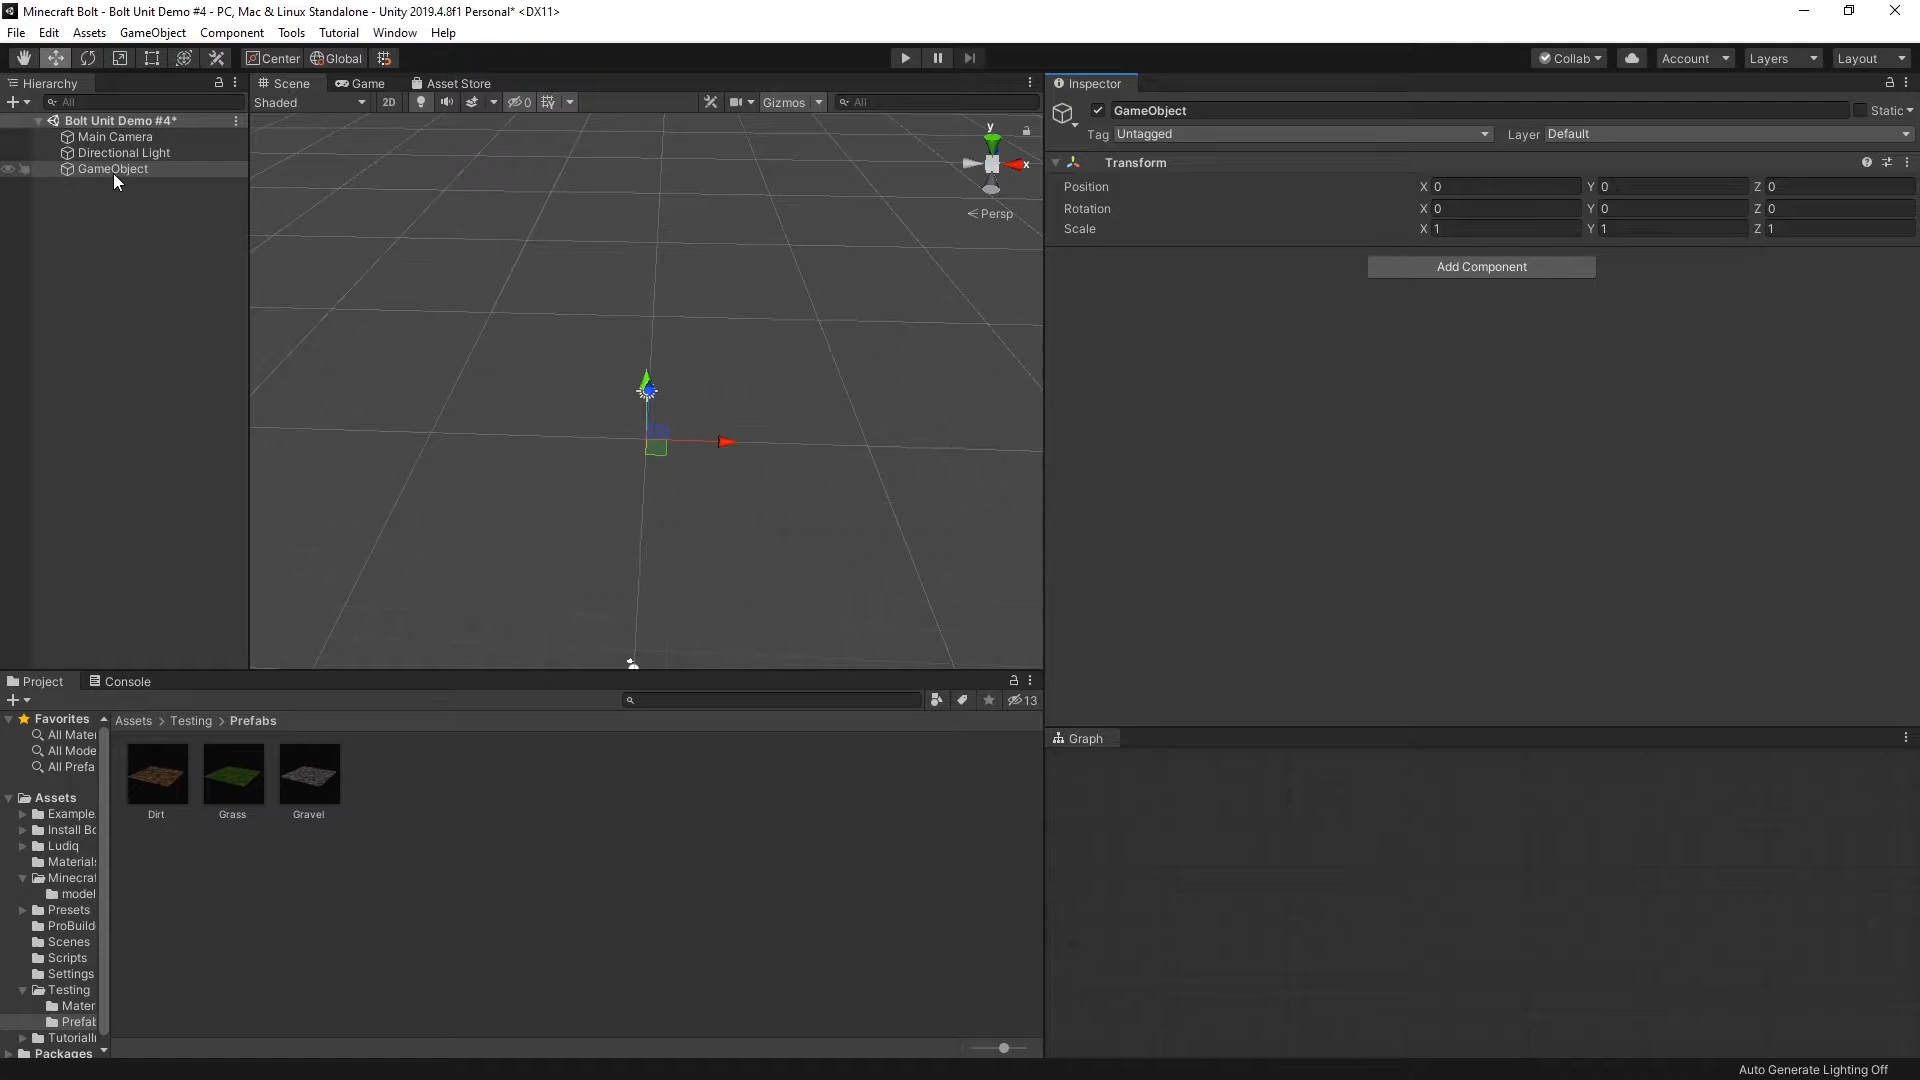 Minecraft Bolt - Bolt Unit Demo #4 - PC, Mac & Linux Standalone - Unity 2019.4.8f1 Personal* <DX11>
File Edit Assets GameObject Component Tools Tutorial Window Help
Center Global Collab Account Layers Layout
Hierarchy
All
Bolt Unit Demo #4*
Main Camera
Directional Light
GameObject
Scene Game Asset Store
Shaded 2D 0 Gizmos All
y
x
Persp
Inspector
GameObject Static
Tag Untagged Layer Default
Transform
Position X 0 Y 0 Z 0
Rotation X 0 Y 0 Z 0
Scale X 1 Y 1 Z 1
Add Component
Project Console
13
Favorites
All Mater
All Mode
All Prefa
Assets
Example
Install Bo
Ludiq
Materials
Minecraf
model
Presets
ProBuild
Scenes
Scripts
Settings
Testing
Mater
Prefab
TutorialI
Packages
Assets > Testing > Prefabs
Dirt Grass Gravel
Graph
Auto Generate Lighting Off